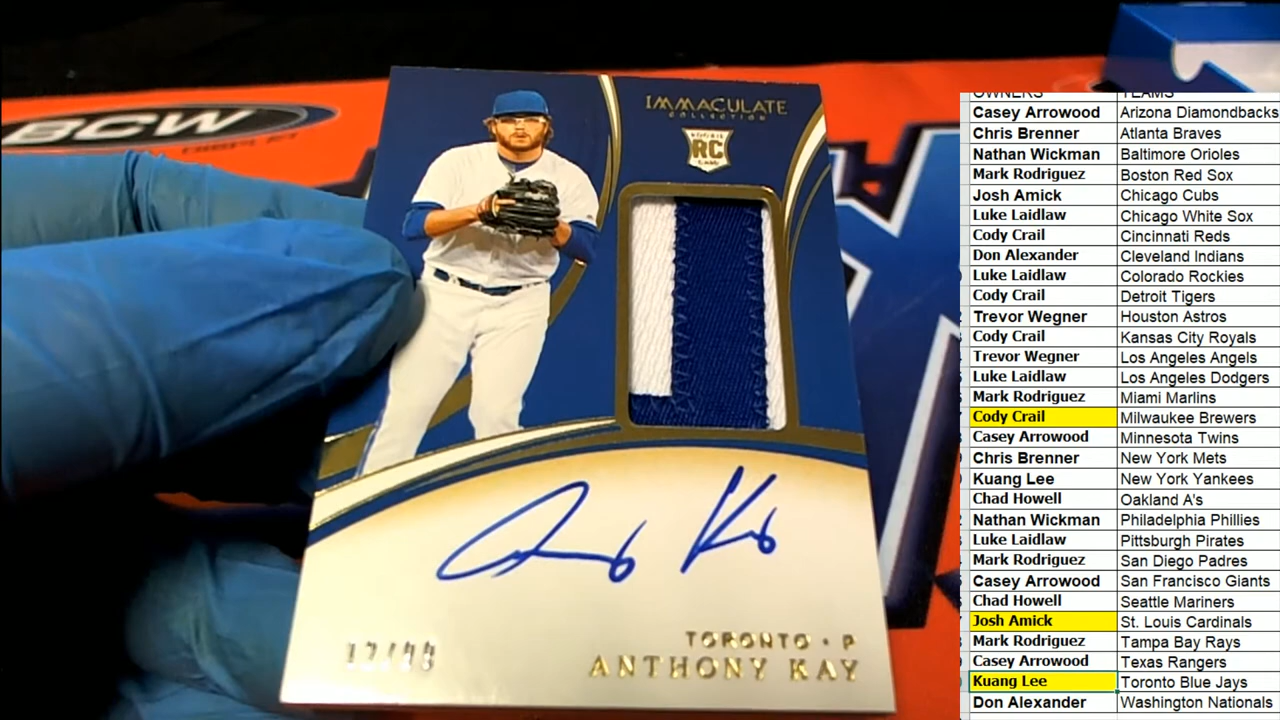 BCW
IMMACULATE
COLLECTION
RC
TORONTO · P
ANTHONY KAY
OWNERS TEAMS
Casey Arrowood Arizona Diamondbacks
Chris Brenner Atlanta Braves
Nathan Wickman Baltimore Orioles
Mark Rodriguez Boston Red Sox
Josh Amick Chicago Cubs
Luke Laidlaw Chicago White Sox
Cody Crail Cincinnati Reds
Don Alexander Cleveland Indians
Luke Laidlaw Colorado Rockies
Cody Crail Detroit Tigers
Trevor Wegner Houston Astros
Cody Crail Kansas City Royals
Trevor Wegner Los Angeles Angels
Luke Laidlaw Los Angeles Dodgers
Mark Rodriguez Miami Marlins
Cody Crail Milwaukee Brewers
Casey Arrowood Minnesota Twins
Chris Brenner New York Mets
Kuang Lee New York Yankees
Chad Howell Oakland A's
Nathan Wickman Philadelphia Phillies
Luke Laidlaw Pittsburgh Pirates
Mark Rodriguez San Diego Padres
Casey Arrowood San Francisco Giants
Chad Howell Seattle Mariners
Josh Amick St. Louis Cardinals
Mark Rodriguez Tampa Bay Rays
Casey Arrowood Texas Rangers
Kuang Lee Toronto Blue Jays
Don Alexander Washington Nationals